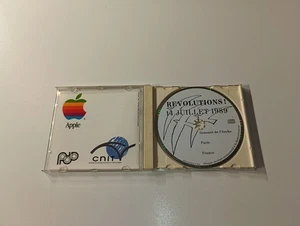 Apple
cnit
REVOLUTIONS!
14 JUILLET 1989
Paris
France